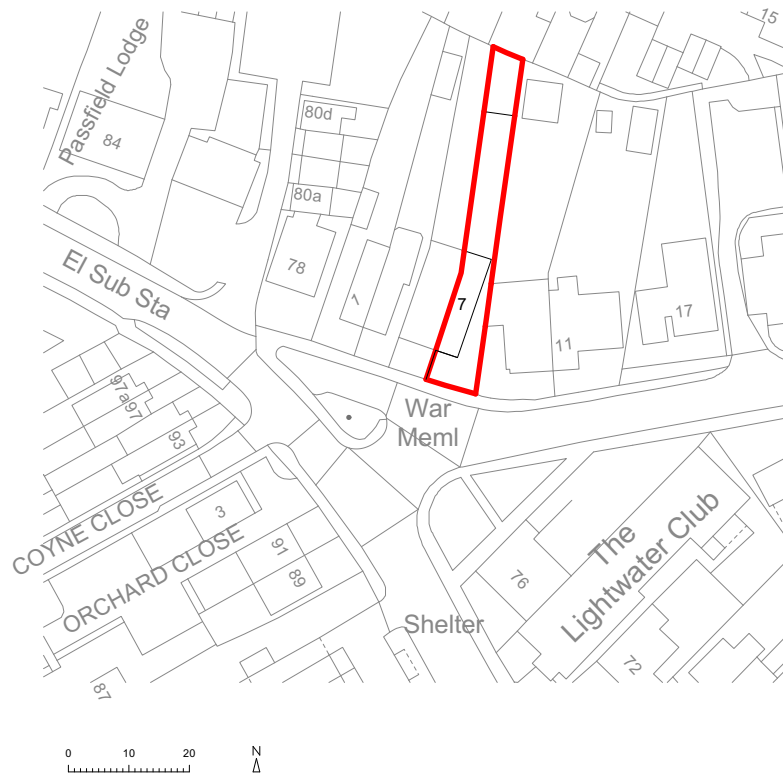 15
Passfield Lodge
84
80d
80a
78
El Sub Sta
7
7
11
17
War
Meml
97a
97
93
COYNE CLOSE
3
ORCHARD CLOSE
91
89
87
76
The
Lightwater Club
Shelter
72
0 10 20
N